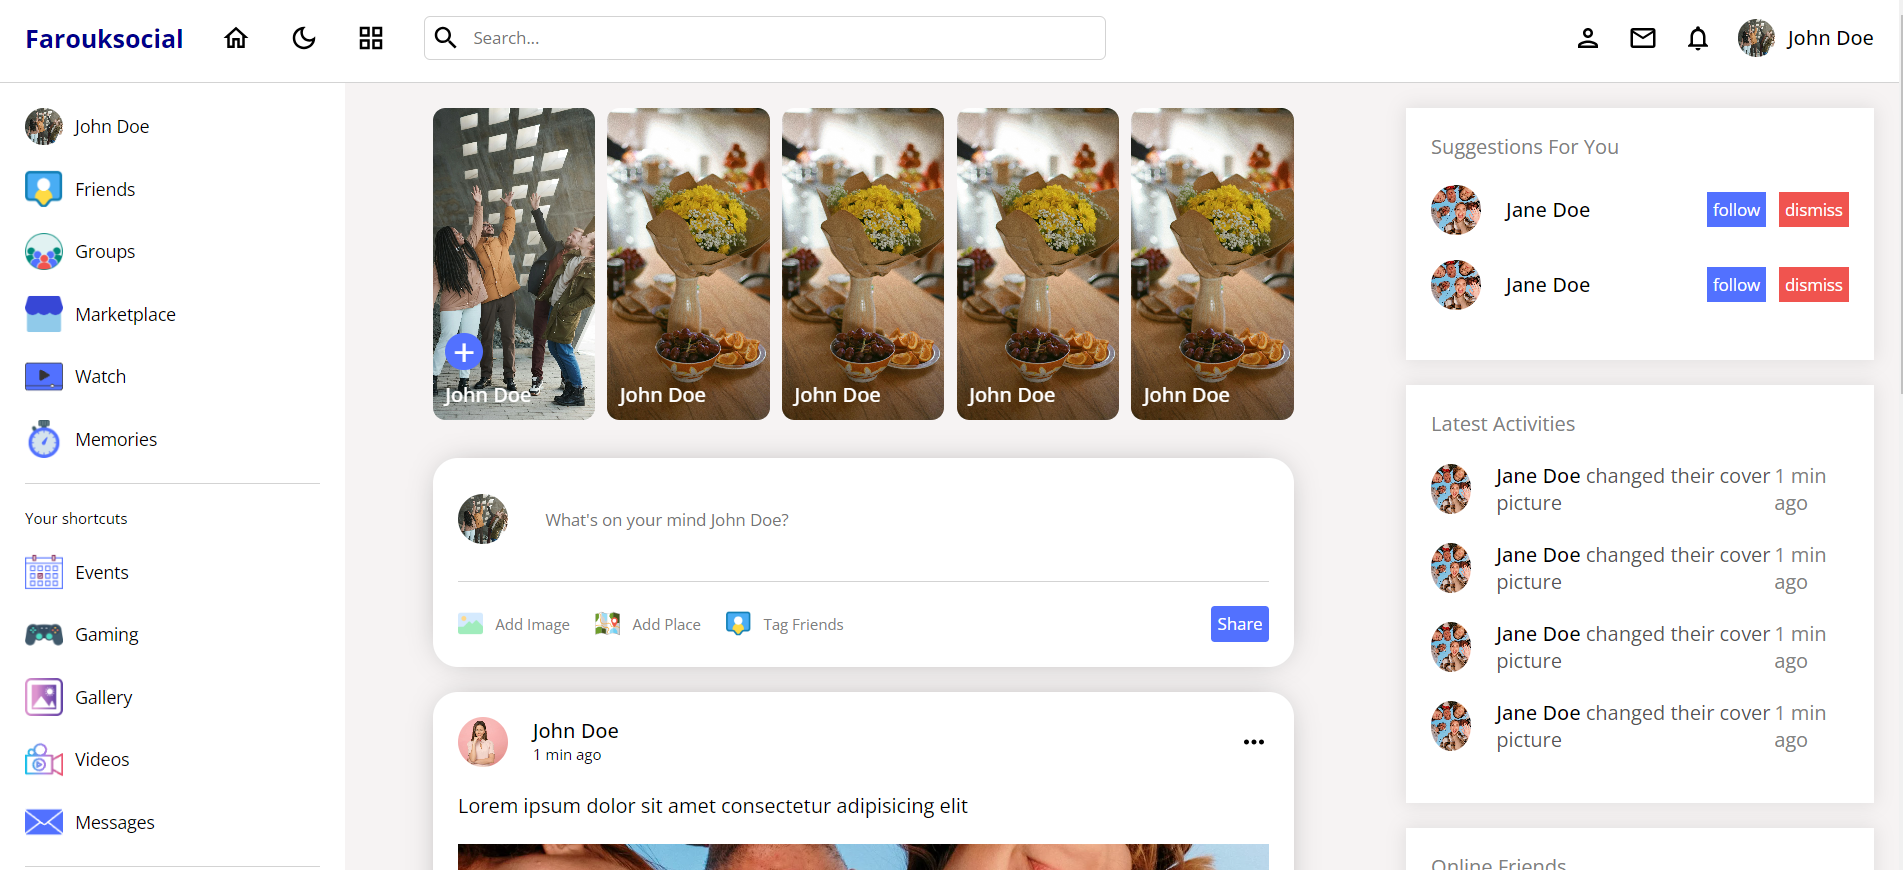 Farouksocial
Search...
John Doe
John Doe
Friends
Groups
Marketplace
Watch
Memories
Your shortcuts
Events
Gaming
Gallery
Videos
Messages
John Doe
John Doe
John Doe
John Doe
John Doe
What's on your mind John Doe?
Add Image
Add Place
Tag Friends
Share
John Doe
1 min ago
Lorem ipsum dolor sit amet consectetur adipisicing elit
Suggestions For You
Jane Doe follow dismiss
Jane Doe follow dismiss
Latest Activities
Jane Doe changed their cover 1 min
picture ago
Jane Doe changed their cover 1 min
picture ago
Jane Doe changed their cover 1 min
picture ago
Jane Doe changed their cover 1 min
picture ago
Online Friends